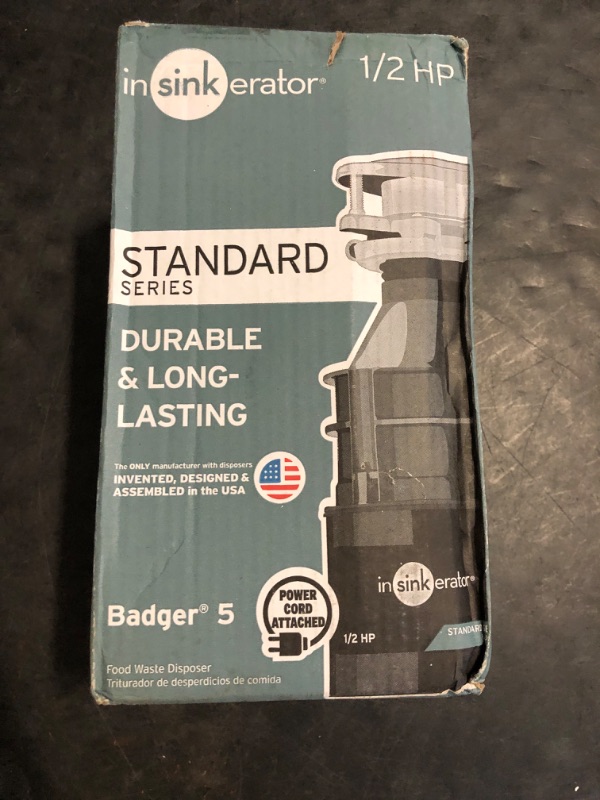 insinkerator®
1/2 HP
STANDARD
SERIES
DURABLE
& LONG-
LASTING
The ONLY manufacturer with disposers
INVENTED, DESIGNED &
ASSEMBLED in the USA
insinkerator®
POWER
CORD
ATTACHED
Badger® 5
1/2 HP
STANDARD
Food Waste Disposer
Triturador de desperdicios de comida